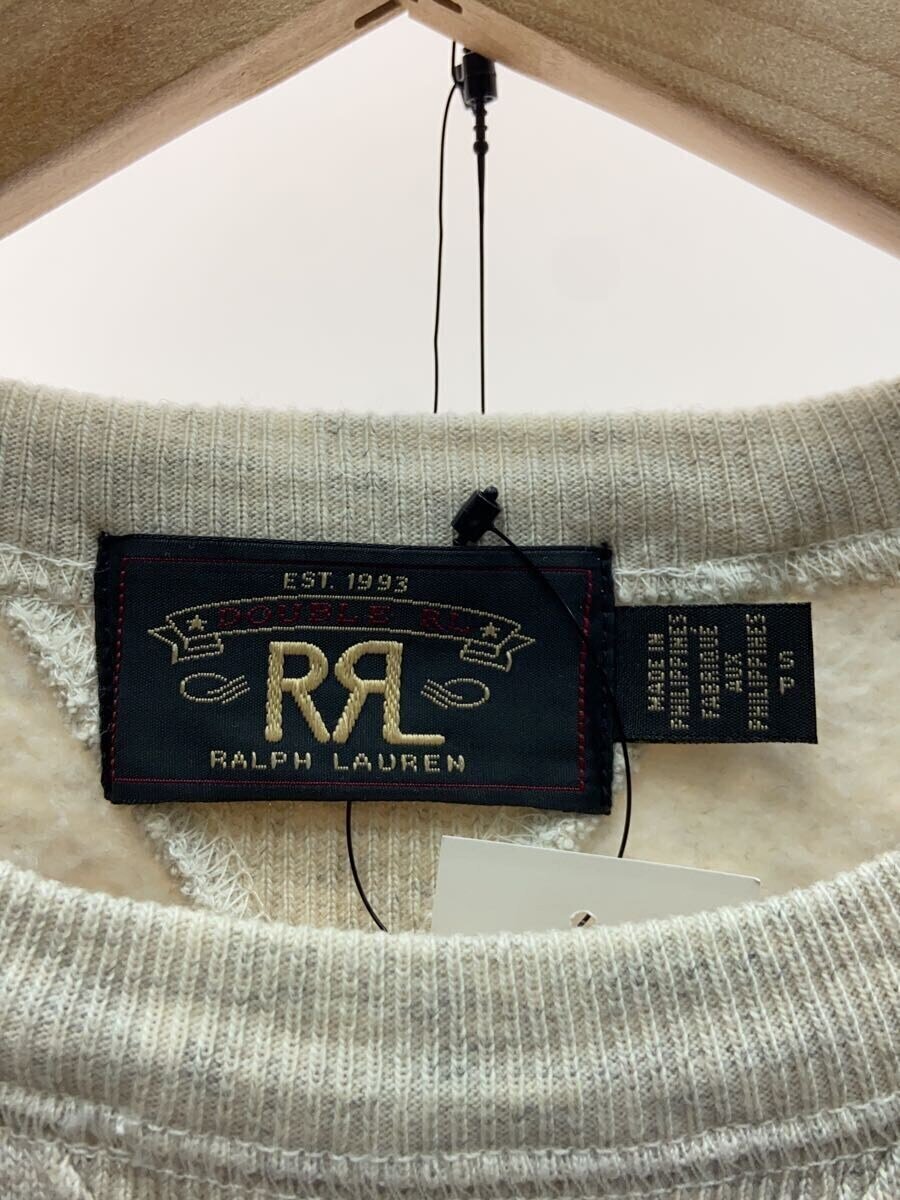 EST. 1993
DOUBLE RL
RRL
RALPH LAUREN
MADE IN
PHILIPPINES
FABRIQUÉ
AUX
PHILIPPINES
S
P